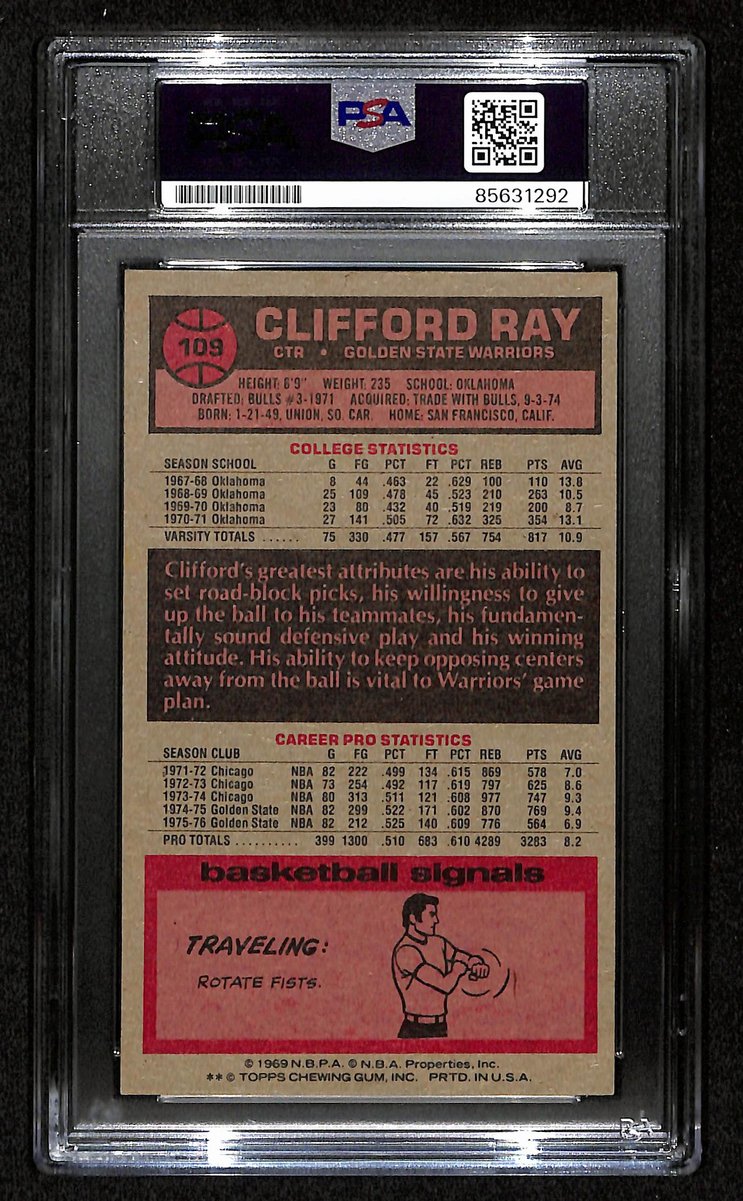 PSA
85631292
109
CLIFFORD RAY
CTR • GOLDEN STATE WARRIORS
HEIGHT: 6'9" WEIGHT: 235 SCHOOL: OKLAHOMA
DRAFTED: BULLS #3-1971 ACQUIRED: TRADE WITH BULLS, 9-3-74
BORN: 1-21-49, UNION, SO. CAR. HOME: SAN FRANCISCO, CALIF.
COLLEGE STATISTICS
SEASON SCHOOL G FG PCT FT PCT REB PTS AVG
1967-68 Oklahoma 8 44 .463 22 .629 100 110 13.8
1968-69 Oklahoma 25 109 .478 45 .523 210 263 10.5
1969-70 Oklahoma 23 80 .432 40 .519 219 200 8.7
1970-71 Oklahoma 27 141 .505 72 .632 325 354 13.1
VARSITY TOTALS ...... 75 330 .477 157 .567 754 817 10.9
Clifford's greatest attributes are his ability to
set road-block picks, his willingness to give
up the ball to his teammates, his fundamen-
tally sound defensive play and his winning
attitude. His ability to keep opposing centers
away from the ball is vital to Warriors' game
plan.
CAREER PRO STATISTICS
SEASON CLUB G FG PCT FT PCT REB PTS AVG
1971-72 Chicago NBA 82 222 .499 134 .615 869 578 7.0
1972-73 Chicago NBA 73 254 .492 117 .619 797 625 8.6
1973-74 Chicago NBA 80 313 .511 121 .608 977 747 9.3
1974-75 Golden State NBA 82 299 .522 171 .602 870 769 9.4
1975-76 Golden State NBA 82 212 .525 140 .609 776 564 6.9
PRO TOTALS .......... 399 1300 .510 683 .610 4289 3283 8.2
basketball signals
TRAVELING:
ROTATE FISTS.
© 1969 N.B.P.A. © N.B.A. Properties, Inc.
** © TOPPS CHEWING GUM, INC. PRTD. IN U.S.A.